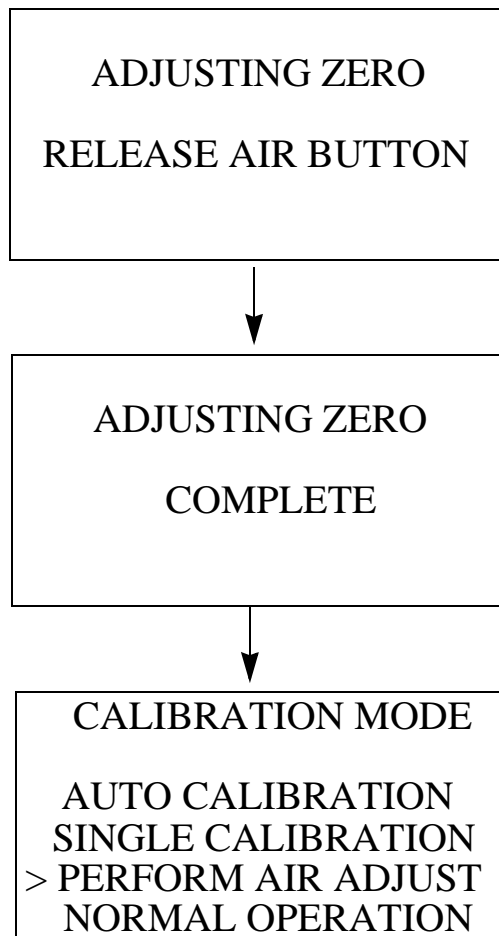 ADJUSTING ZERO
RELEASE AIR BUTTON
ADJUSTING ZERO
COMPLETE
CALIBRATION MODE
AUTO CALIBRATION
SINGLE CALIBRATION
> PERFORM AIR ADJUST
NORMAL OPERATION